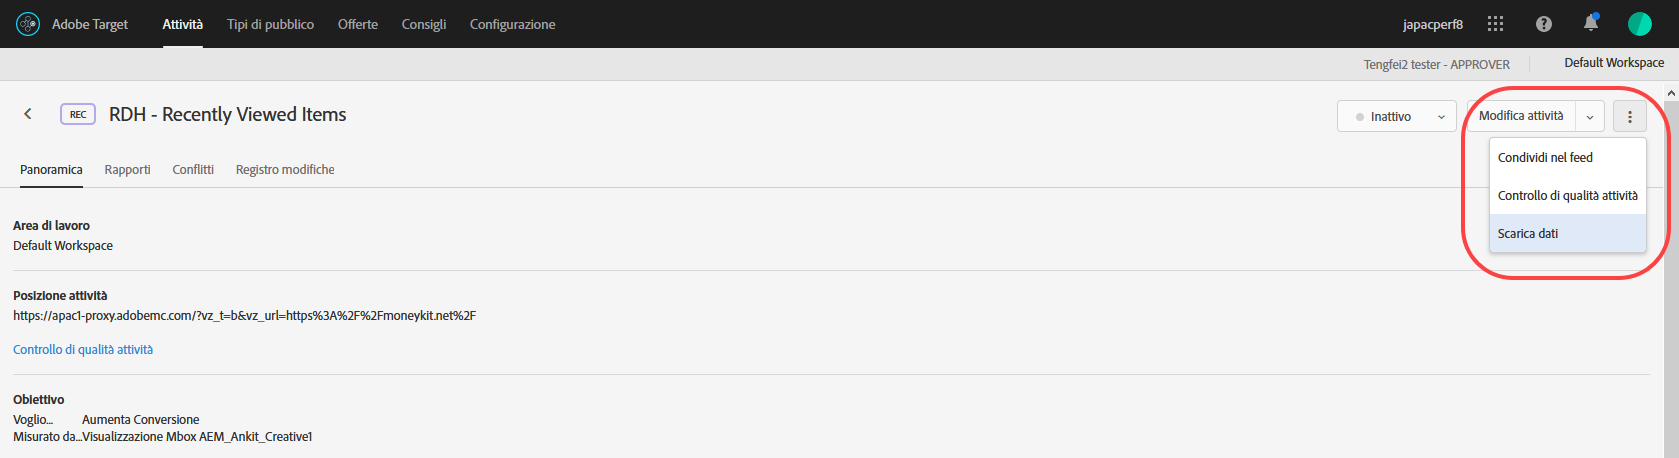 Adobe Target Attività Tipi di pubblico Offerte Consigli Configurazione japacperf8
Tengfei2 tester - APPROVER Default Workspace
REC RDH - Recently Viewed Items Inattivo Modifica attività
Condividi nel feed
Controllo di qualità attività
Scarica dati
Panoramica Rapporti Conflitti Registro modifiche
Area di lavoro
Default Workspace
Posizione attività
https://apac1-proxy.adobemc.com/?vz_t=b&vz_url=https%3A%2F%2Fmoneykit.net%2F
Controllo di qualità attività
Obiettivo
Voglio... Aumenta Conversione
Misurato da...Visualizzazione Mbox AEM_Ankit_Creative1